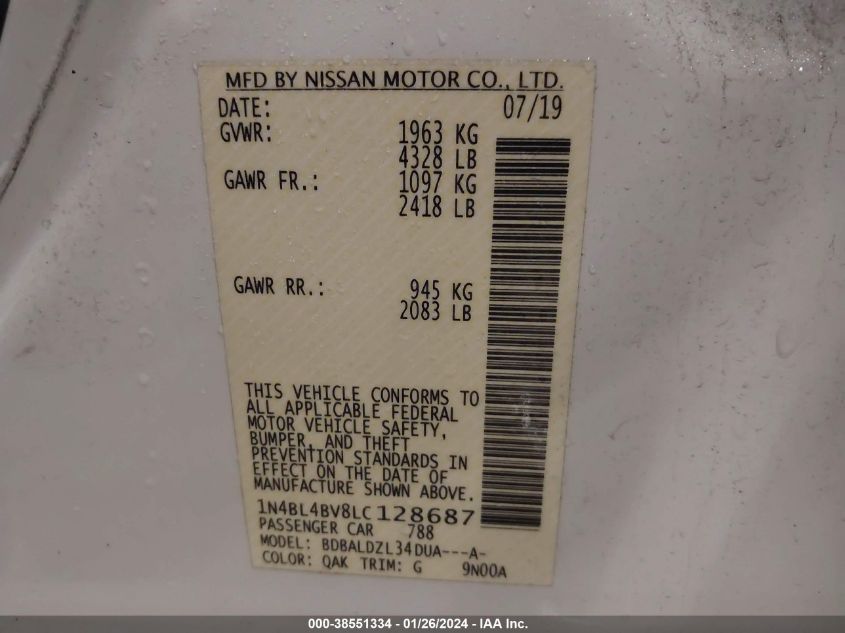 MFD BY NISSAN MOTOR CO., LTD.
DATE: 07/19
GVWR: 1963 KG
4328 LB
GAWR FR.: 1097 KG
2418 LB
GAWR RR.: 945 KG
2083 LB
THIS VEHICLE CONFORMS TO
ALL APPLICABLE FEDERAL
MOTOR VEHICLE SAFETY,
BUMPER, AND THEFT
PREVENTION STANDARDS IN
EFFECT ON THE DATE OF
MANUFACTURE SHOWN ABOVE.
1N4BL4BV8LC128687
PASSENGER CAR 788
MODEL: BDBALDZL34DUA---A-
COLOR: QAK TRIM: G 9N00A
000-38551334 - 01/26/2024 - IAA Inc.